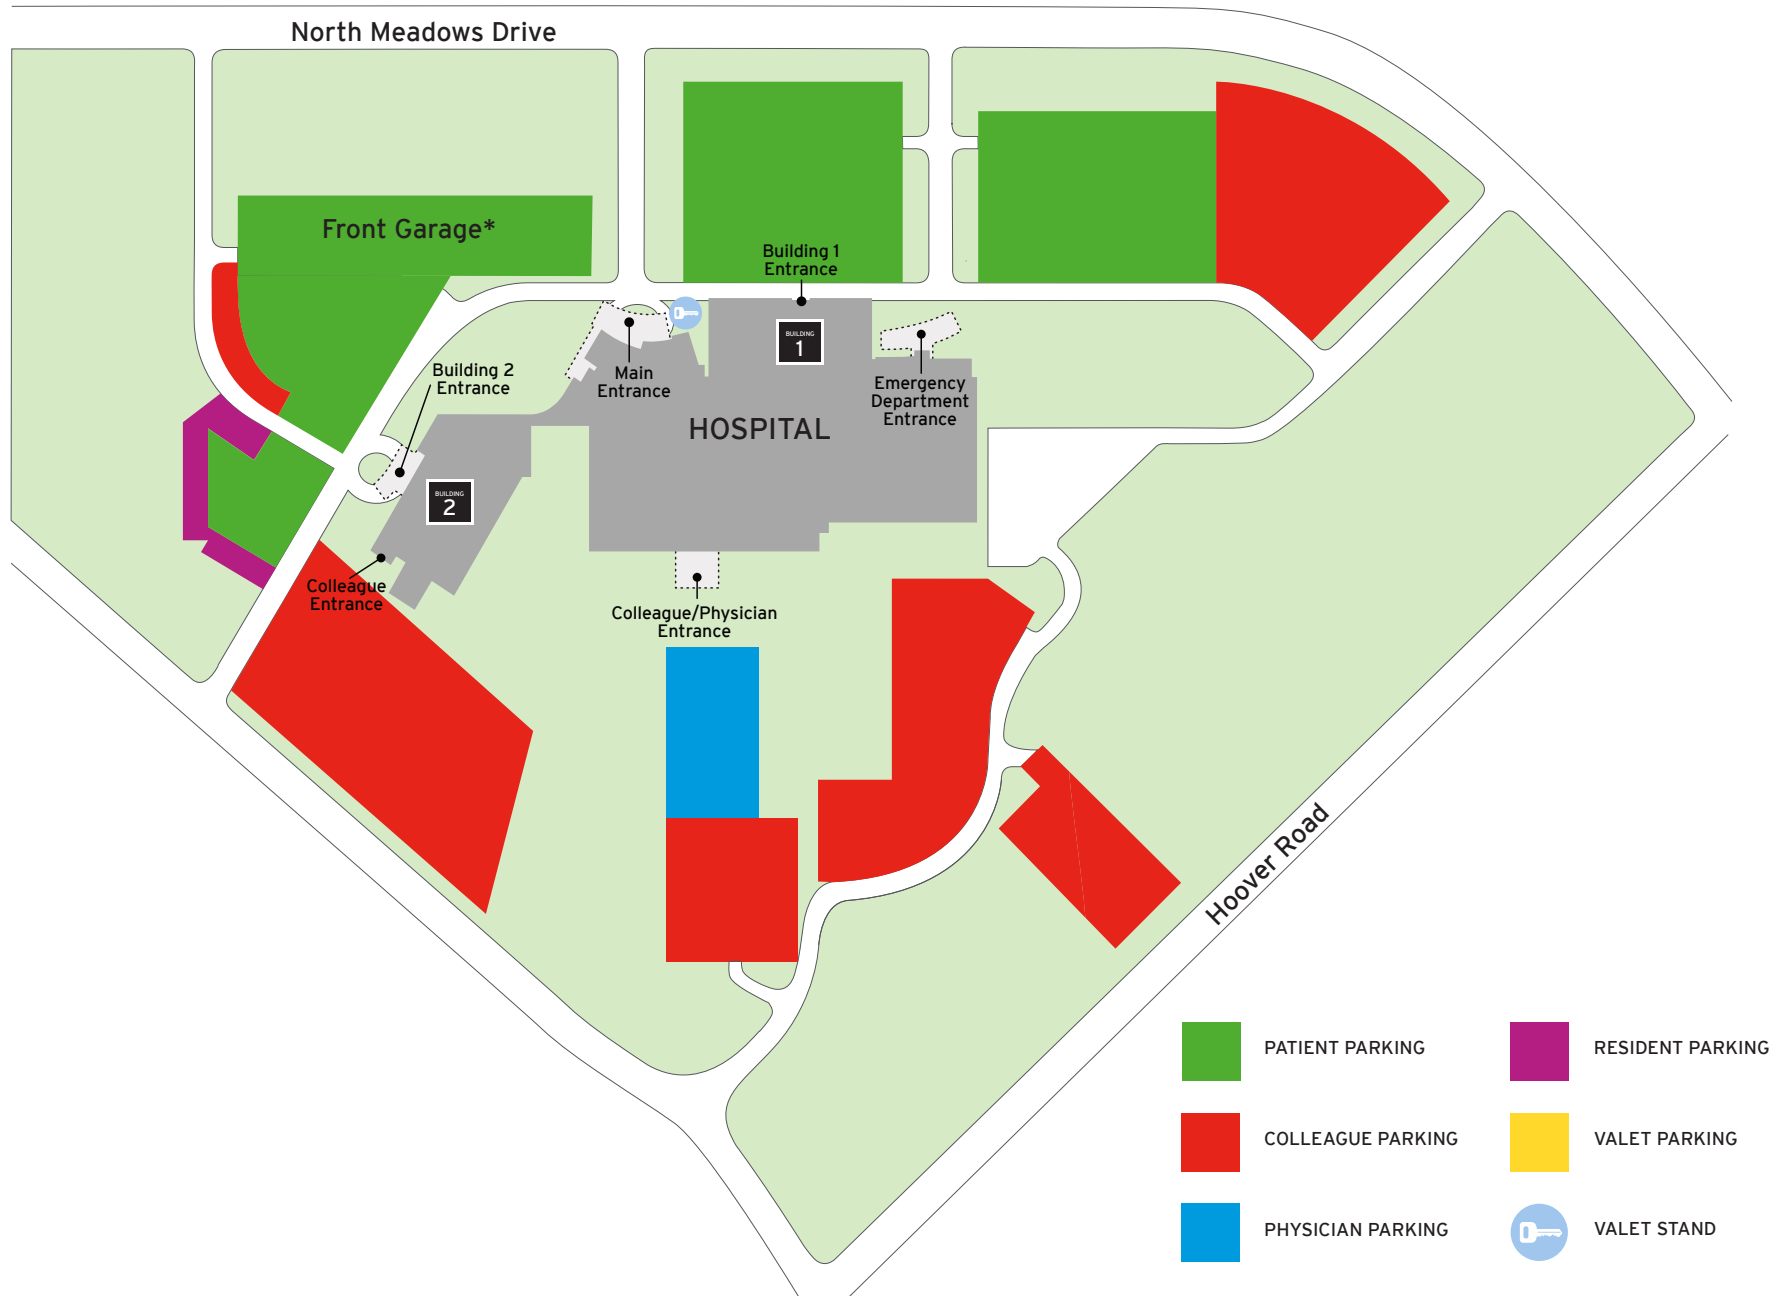 North Meadows Drive
Front Garage*
Building 1
Entrance
BUILDING
1
Building 2
Entrance
Main
Entrance
Emergency
Department
Entrance
HOSPITAL
BUILDING
2
Colleague
Entrance
Colleague/Physician
Entrance
Hoover Road
PATIENT PARKING
RESIDENT PARKING
COLLEAGUE PARKING
VALET PARKING
PHYSICIAN PARKING
VALET STAND